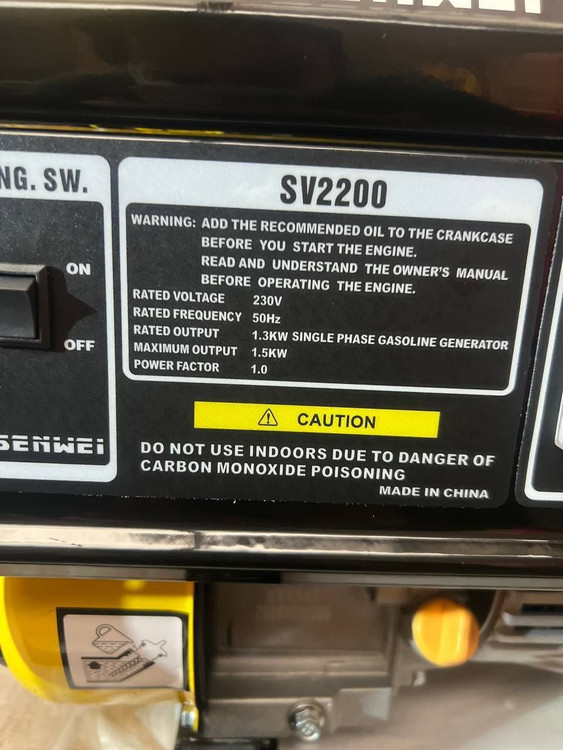 NG. SW.
ON
OFF
SENWEI
SV2200
WARNING: ADD THE RECOMMENDED OIL TO THE CRANKCASE
BEFORE YOU START THE ENGINE.
READ AND UNDERSTAND THE OWNER'S MANUAL
BEFORE OPERATING THE ENGINE.
RATED VOLTAGE 230V
RATED FREQUENCY 50Hz
RATED OUTPUT 1.3KW SINGLE PHASE GASOLINE GENERATOR
MAXIMUM OUTPUT 1.5KW
POWER FACTOR 1.0
CAUTION
DO NOT USE INDOORS DUE TO DANGER OF
CARBON MONOXIDE POISONING
MADE IN CHINA